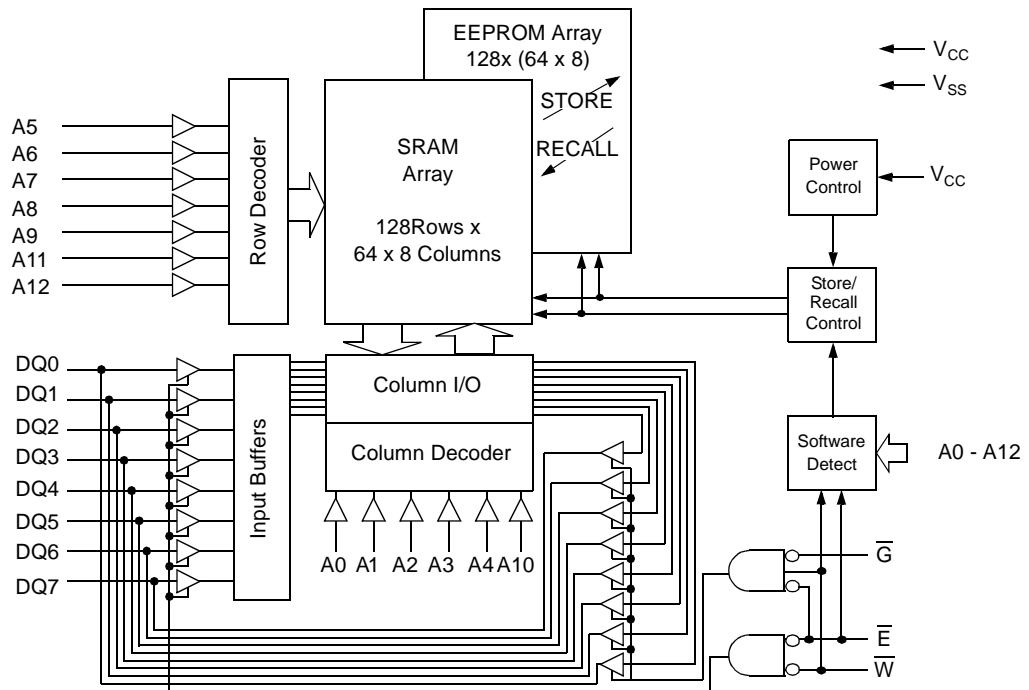 EEPROM Array
128x (64 x 8)
STORE
RECALL
V_CC
V_SS
A5
A6
A7
A8
A9
A11
A12
Row Decoder
SRAM
Array
128Rows x
64 x 8 Columns
Power
Control
V_CC
Store/
Recall
Control
DQ0
DQ1
DQ2
DQ3
DQ4
DQ5
DQ6
DQ7
Input Buffers
Column I/O
Column Decoder
A0 A1 A2 A3 A4 A10
Software
Detect
A0 - A12
G̅
E̅
W̅